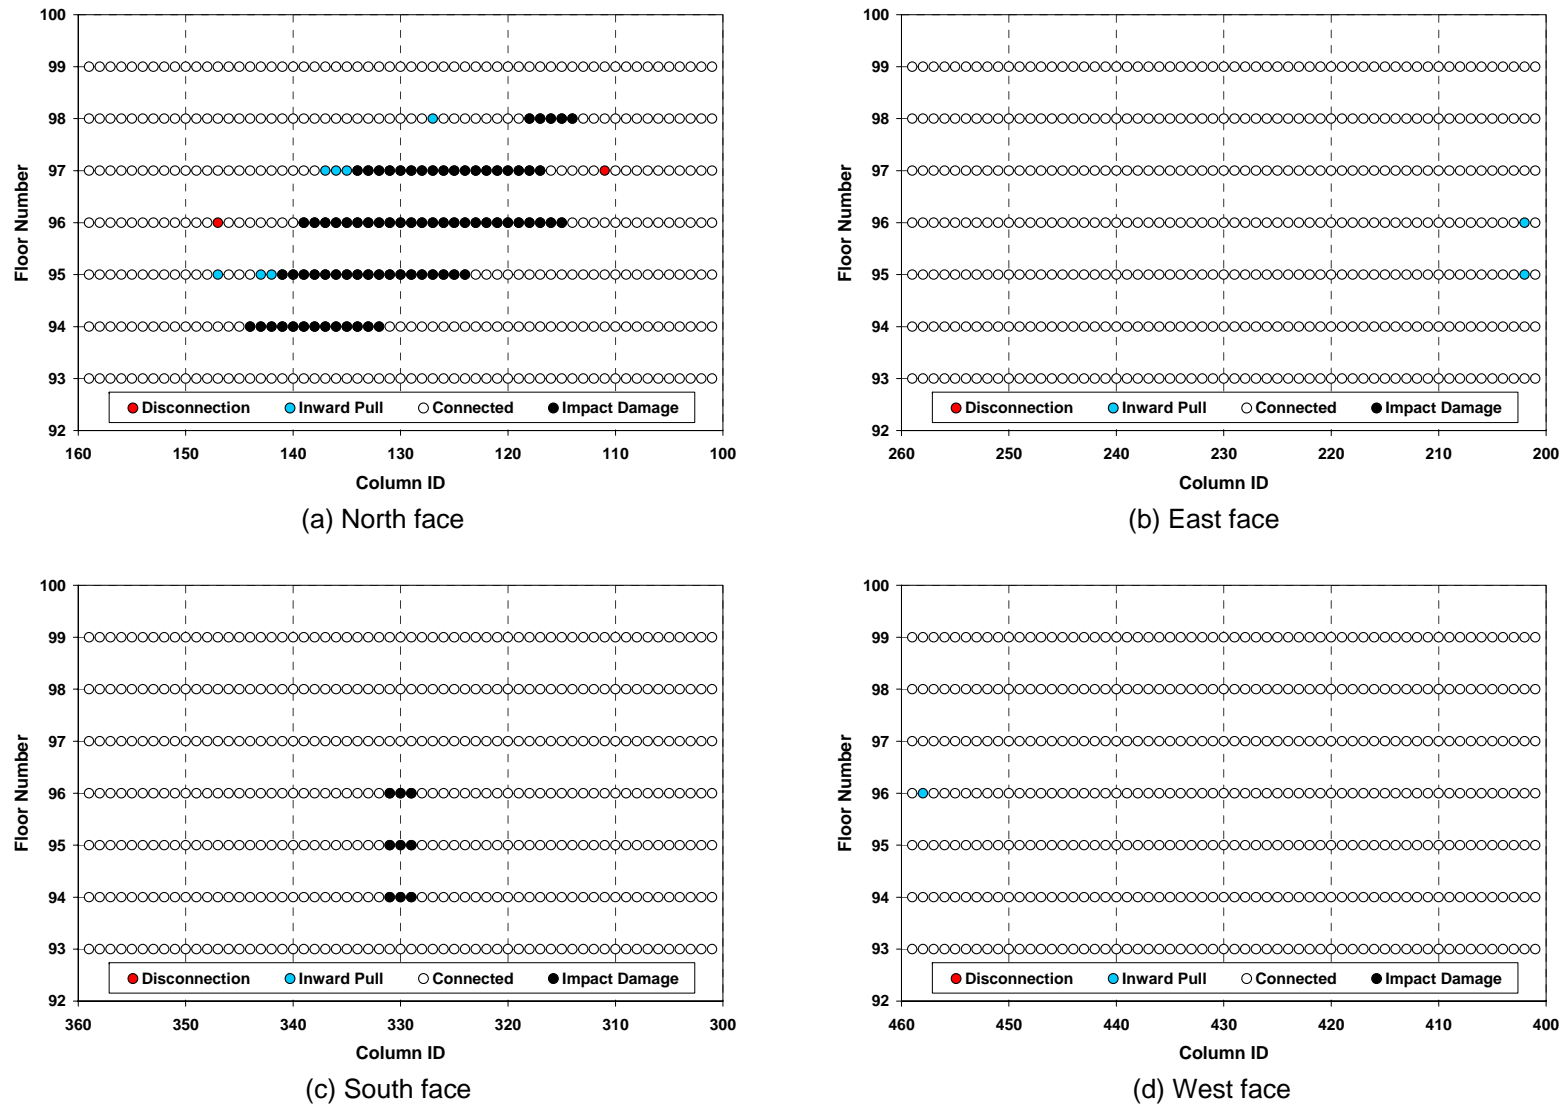 100
99
98
97
96
95
94
93
92
Floor Number
Disconnection Inward Pull Connected Impact Damage
160 150 140 130 120 110 100
Column ID
(a) North face
100
99
98
97
96
95
94
93
92
Floor Number
Disconnection Inward Pull Connected Impact Damage
260 250 240 230 220 210 200
Column ID
(b) East face
100
99
98
97
96
95
94
93
92
Floor Number
Disconnection Inward Pull Connected Impact Damage
360 350 340 330 320 310 300
Column ID
(c) South face
100
99
98
97
96
95
94
93
92
Floor Number
Disconnection Inward Pull Connected Impact Damage
460 450 440 430 420 410 400
Column ID
(d) West face